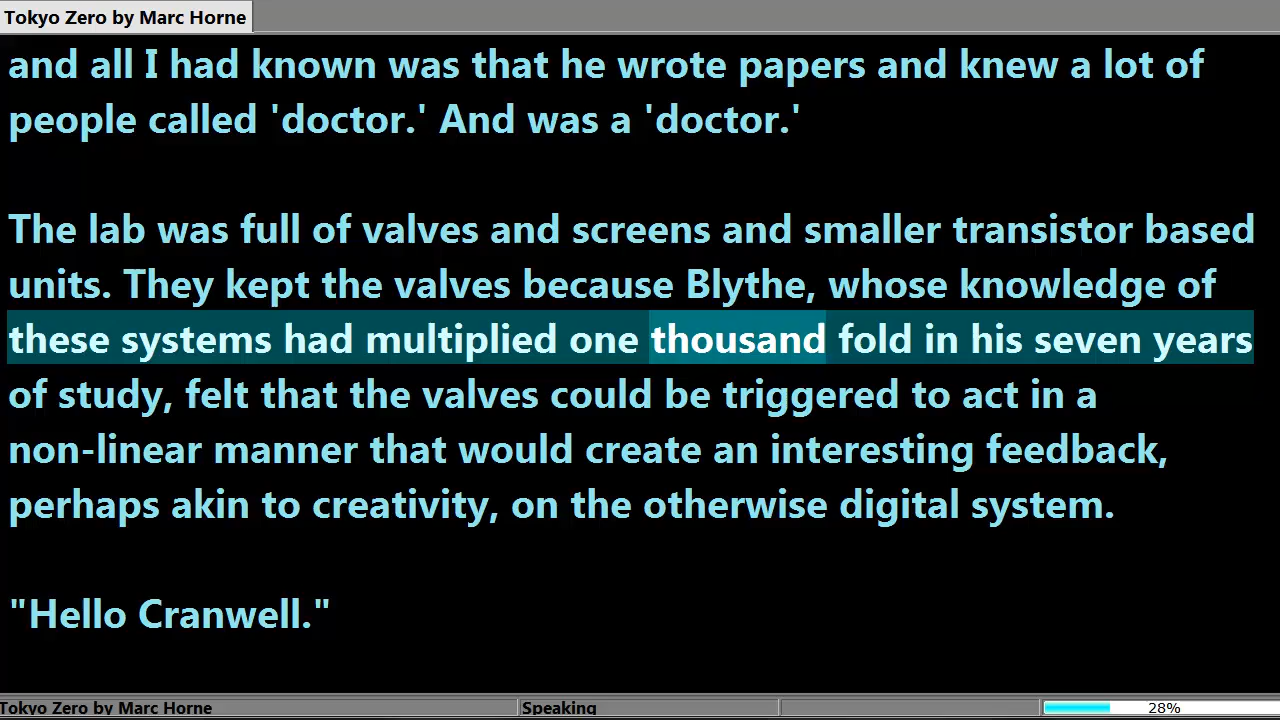 Tokyo Zero by Marc Horne
and all I had known was that he wrote papers and knew a lot of
people called 'doctor.' And was a 'doctor.'
The lab was full of valves and screens and smaller transistor based
units. They kept the valves because Blythe, whose knowledge of
these systems had multiplied one thousand fold in his seven years
of study, felt that the valves could be triggered to act in a
non-linear manner that would create an interesting feedback,
perhaps akin to creativity, on the otherwise digital system.
"Hello Cranwell."
Tokyo Zero by Marc Horne Speaking 28%